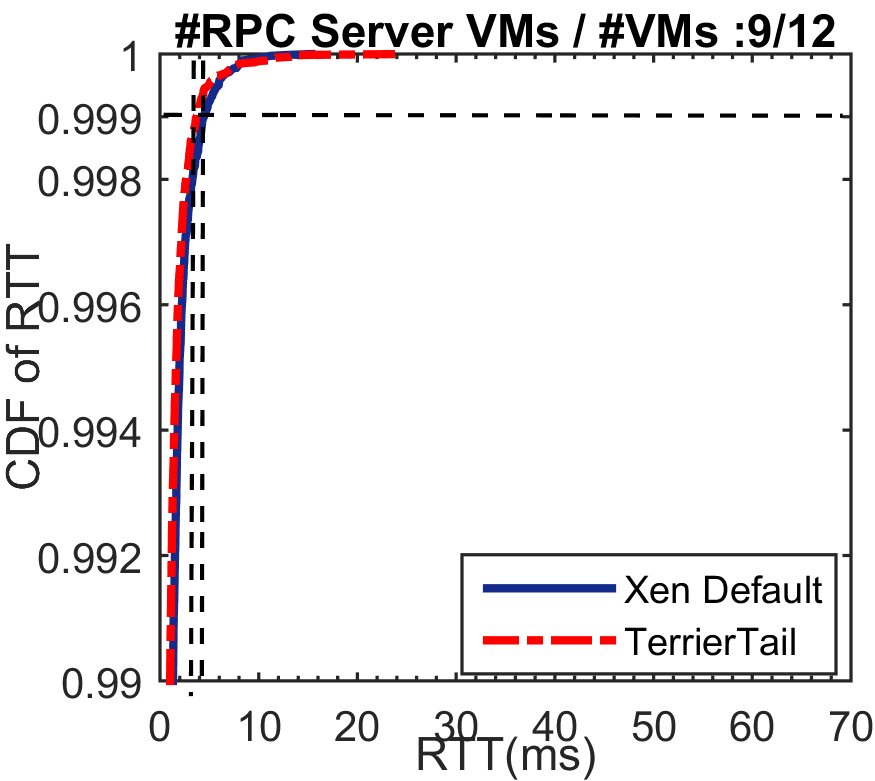 #RPC Server VMs / #VMs :9/12
1
0.999
0.998
0.996
0.994
0.992
0.99
CDF of RTT
Xen Default
TerrierTail
0 10 20 30 40 50 60 70
RTT(ms)